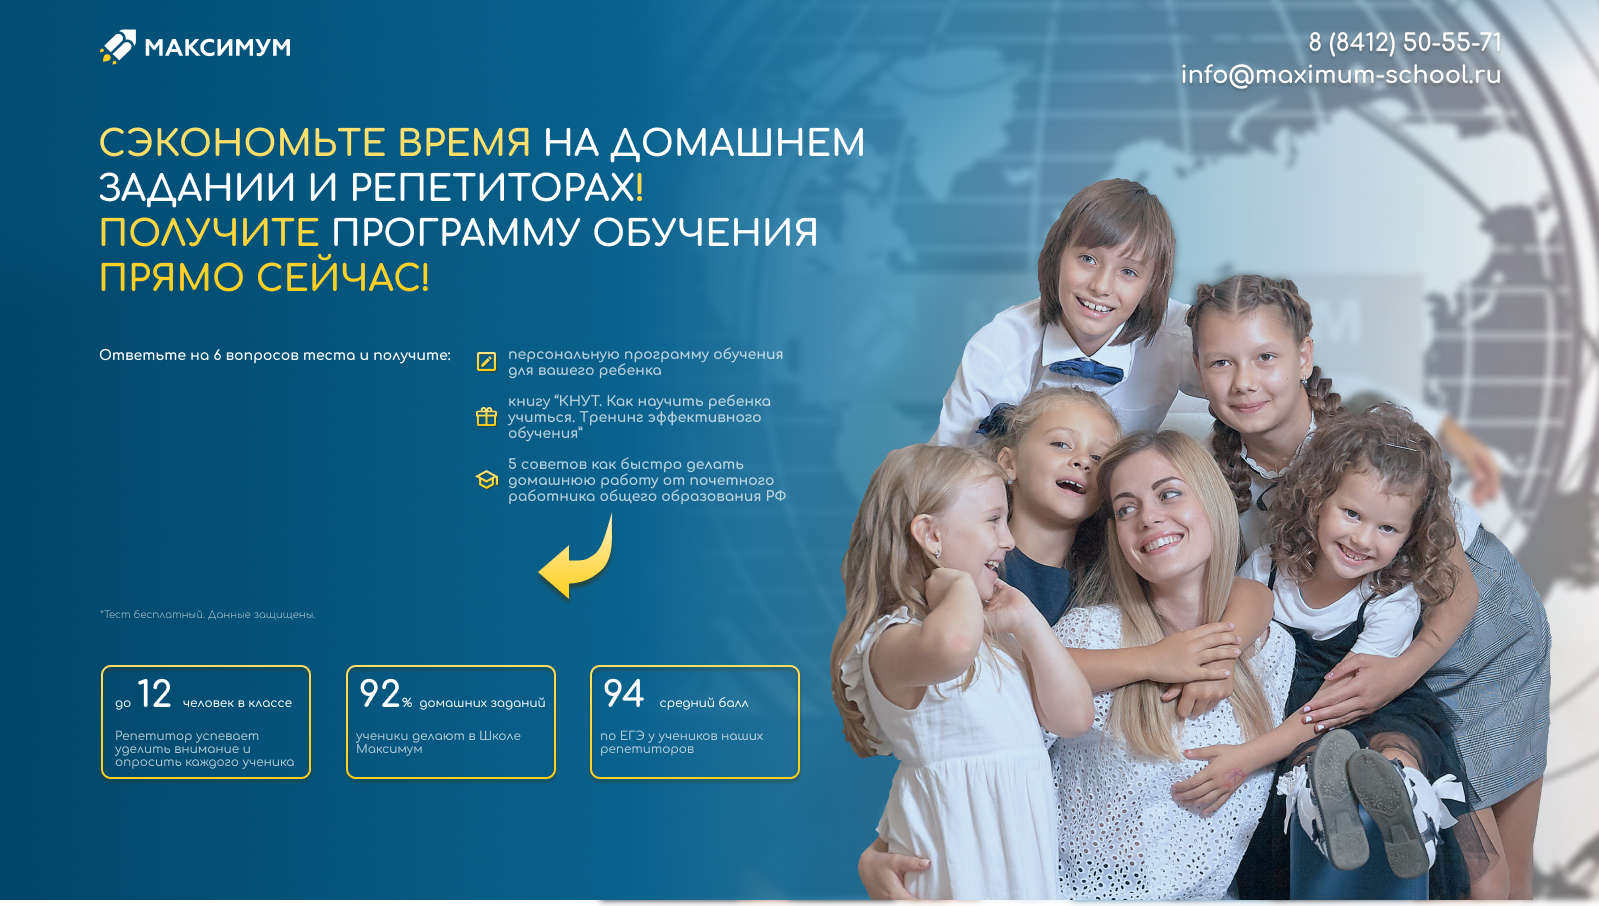 МАКСИМУМ
8 (8412) 50-55-71
info@maximum-school.ru
СЭКОНОМЬТЕ ВРЕМЯ НА ДОМАШНЕМ
ЗАДАНИИ И РЕПЕТИТОРАХ!
ПОЛУЧИТЕ ПРОГРАММУ ОБУЧЕНИЯ
ПРЯМО СЕЙЧАС!
Ответьте на 6 вопросов теста и получите:
персональную программу обучения
для вашего ребенка
книгу “КНУТ. Как научить ребенка
учиться. Тренинг эффективного
обучения”
5 советов как быстро делать
домашнюю работу от почетного
работника общего образования РФ
*Тест бесплатный. Данные защищены.
до 12 человек в классе
Репетитор успевает
уделить внимание и
опросить каждого ученика
92% домашних заданий
ученики делают в Школе
Максимум
94 средний балл
по ЕГЭ у учеников наших
репетиторов